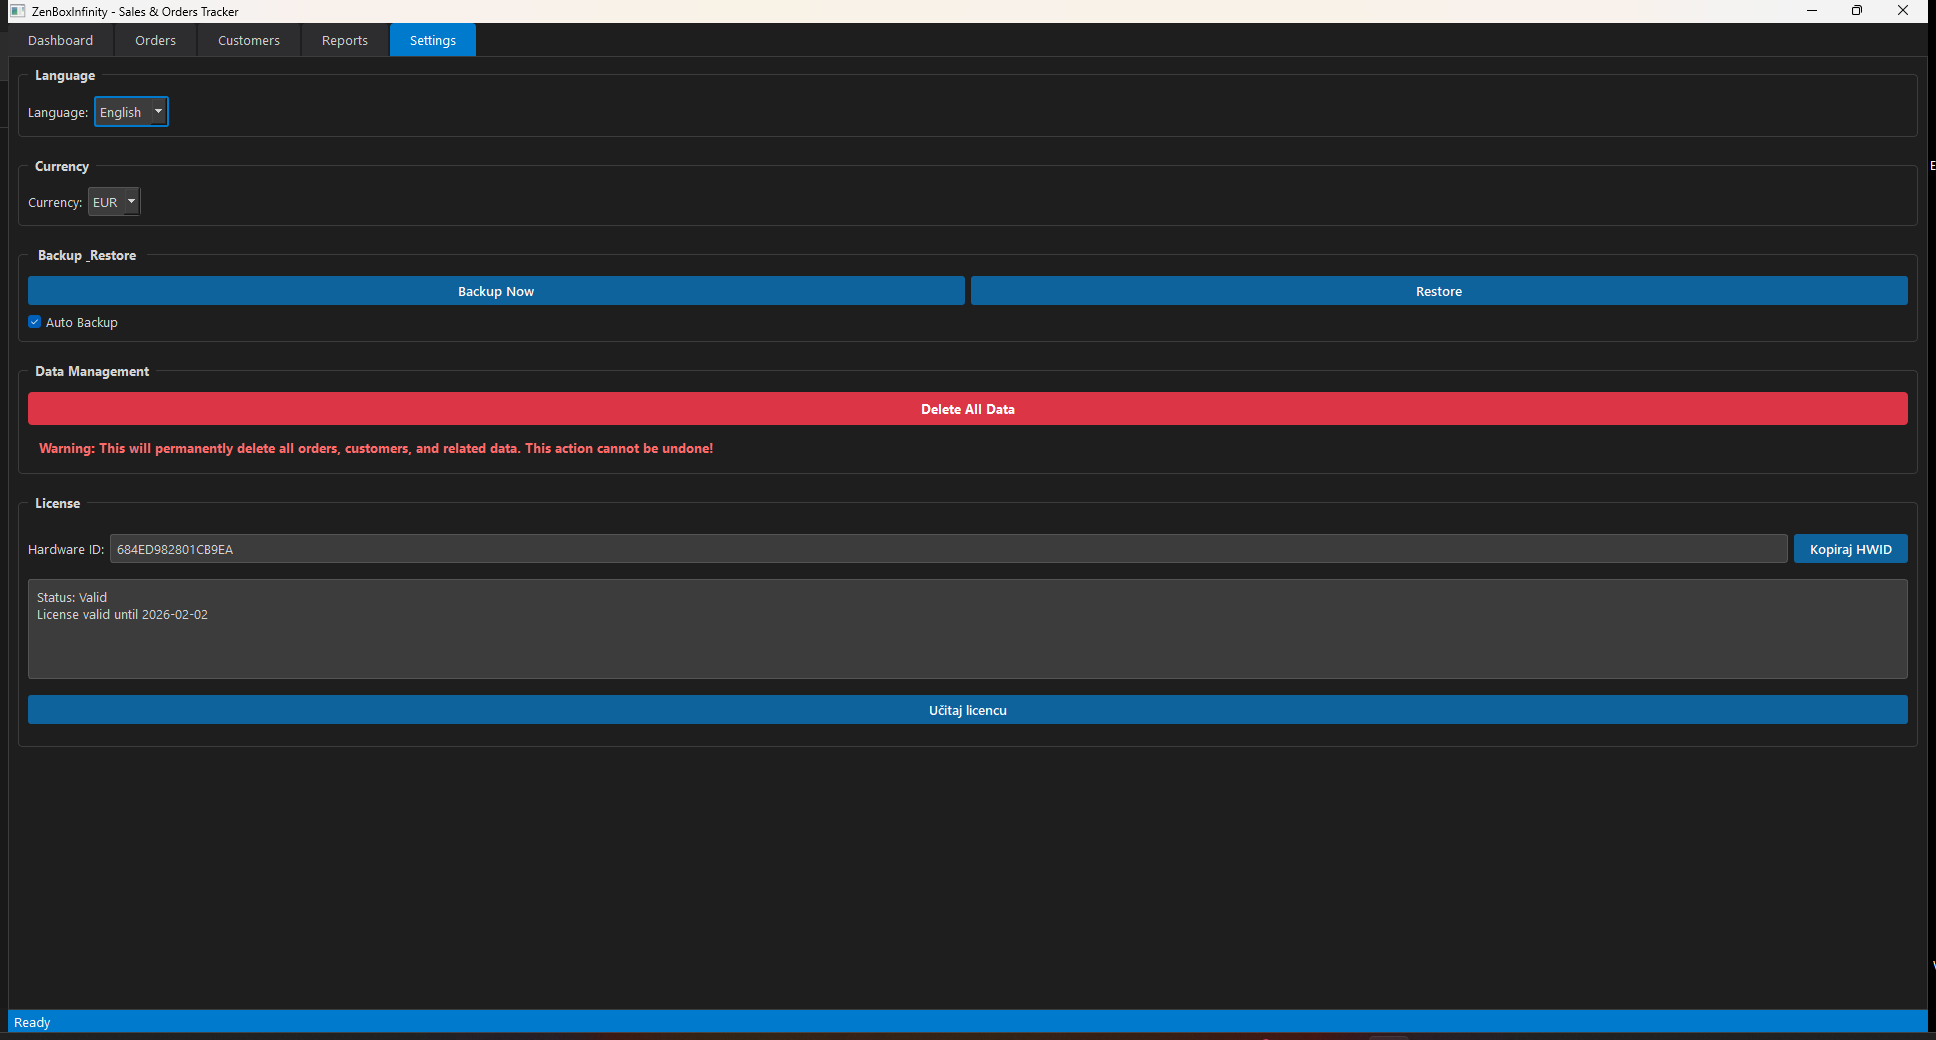 ZenBoxInfinity - Sales & Orders Tracker
Dashboard Orders Customers Reports Settings
Language
Language: English
Currency
Currency: EUR
Backup _Restore
Backup Now Restore
Auto Backup
Data Management
Delete All Data
Warning: This will permanently delete all orders, customers, and related data. This action cannot be undone!
License
Hardware ID: 684ED982801CB9EA Kopiraj HWID
Status: Valid
License valid until 2026-02-02
Učitaj licencu
Ready